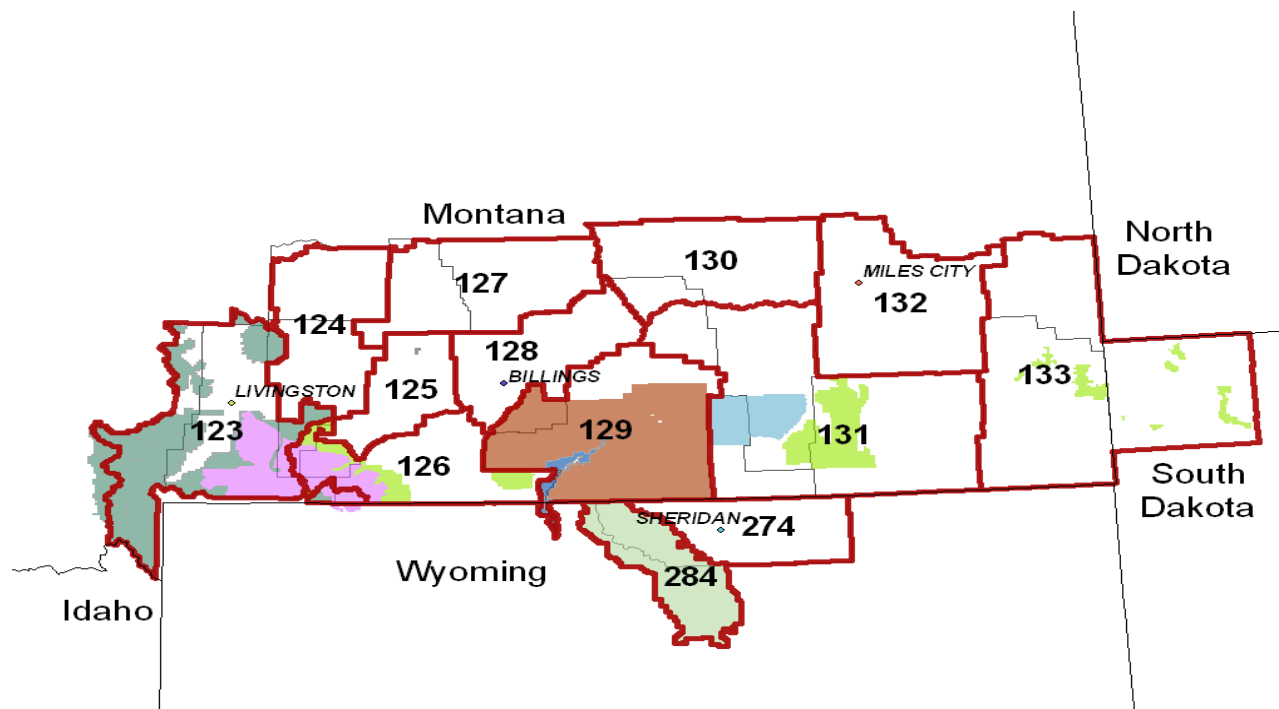 Montana
North
Dakota
130
MILES CITY
127
132
124
128
BILLINGS
LIVINGSTON
125
133
123
129
131
126
South
Dakota
SHERIDAN
274
Wyoming
284
Idaho